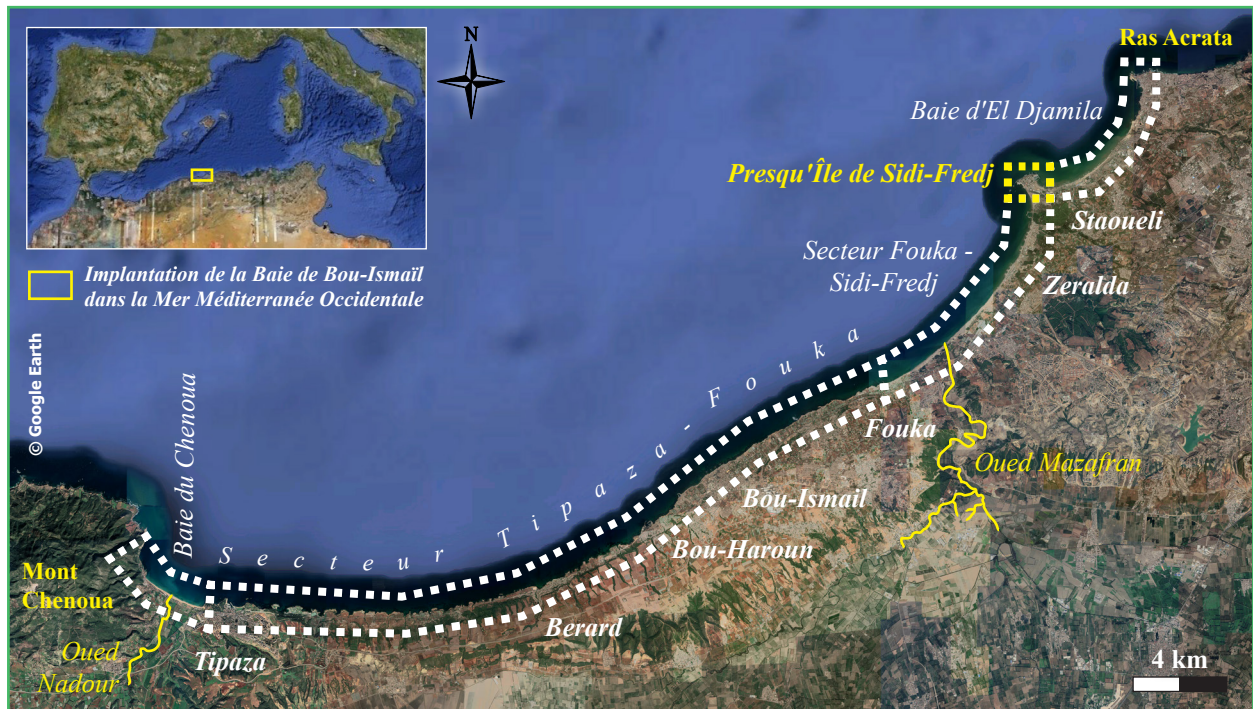 N
Ras Acrata
Baie d'El Djamila
Presqu'Île de Sidi-Fredj
Staoueli
Secteur Fouka -
Sidi-Fredj
Zeralda
Implantation de la Baie de Bou-Ismaïl
dans la Mer Méditerranée Occidentale
© Google Earth
Baie du Chenoua
Secteur Tipaza - Fouka
Fouka
Oued Mazafran
Bou-Ismail
Bou-Haroun
Mont
Chenoua
Berard
Oued
Nadour
Tipaza
4 km